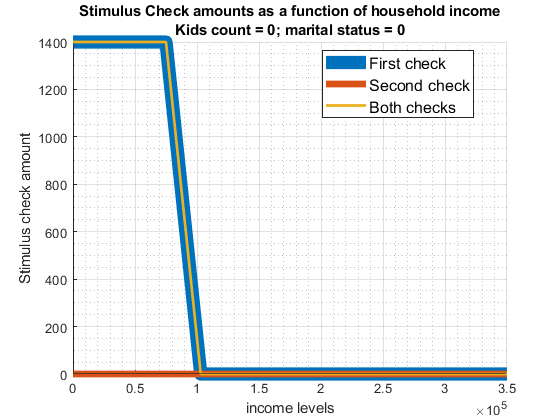 Stimulus Check amounts as a function of household income
Kids count = 0; marital status = 0
First check
Second check
Both checks
Stimulus check amount
1400
1200
1000
800
600
400
200
0
0 0.5 1 1.5 2 2.5 3 3.5
income levels
×10^5